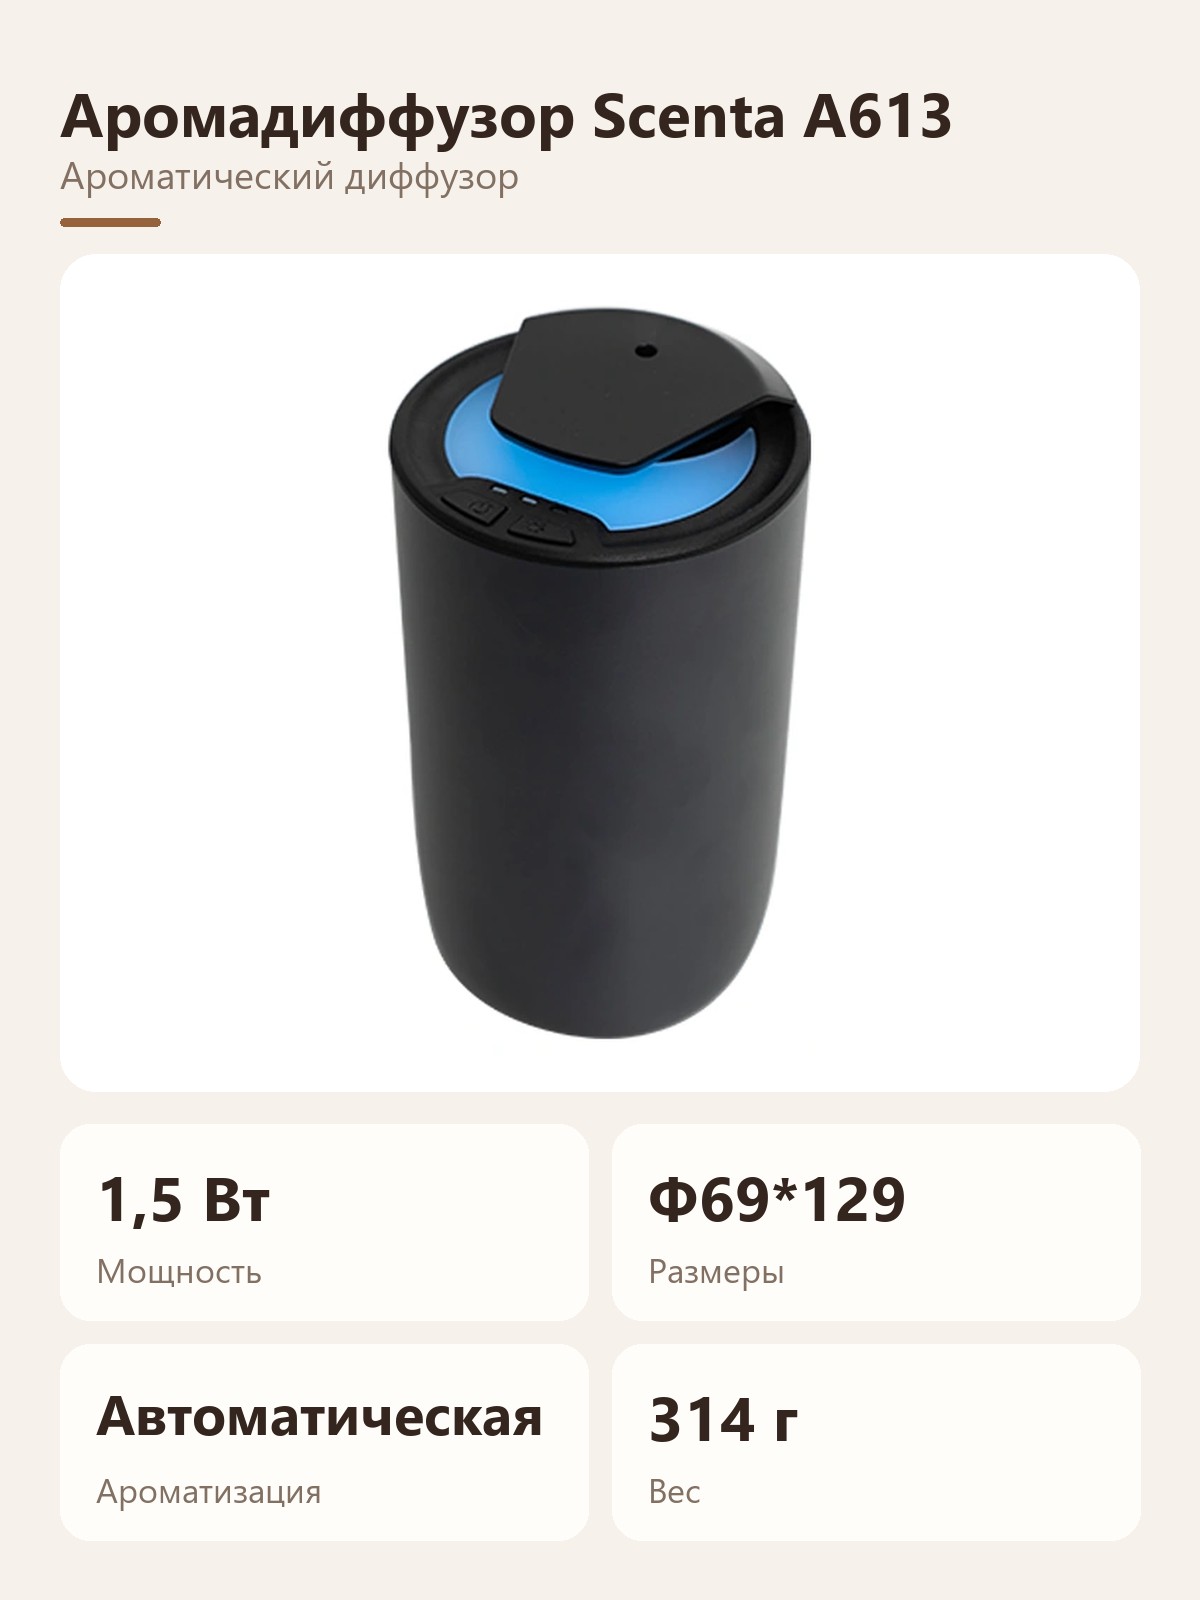 Аромадиффузор Scenta A613
Ароматический диффузор
1,5 Вт
Мощность
Ф69*129
Размеры
Автоматическая
Ароматизация
314 г
Вес